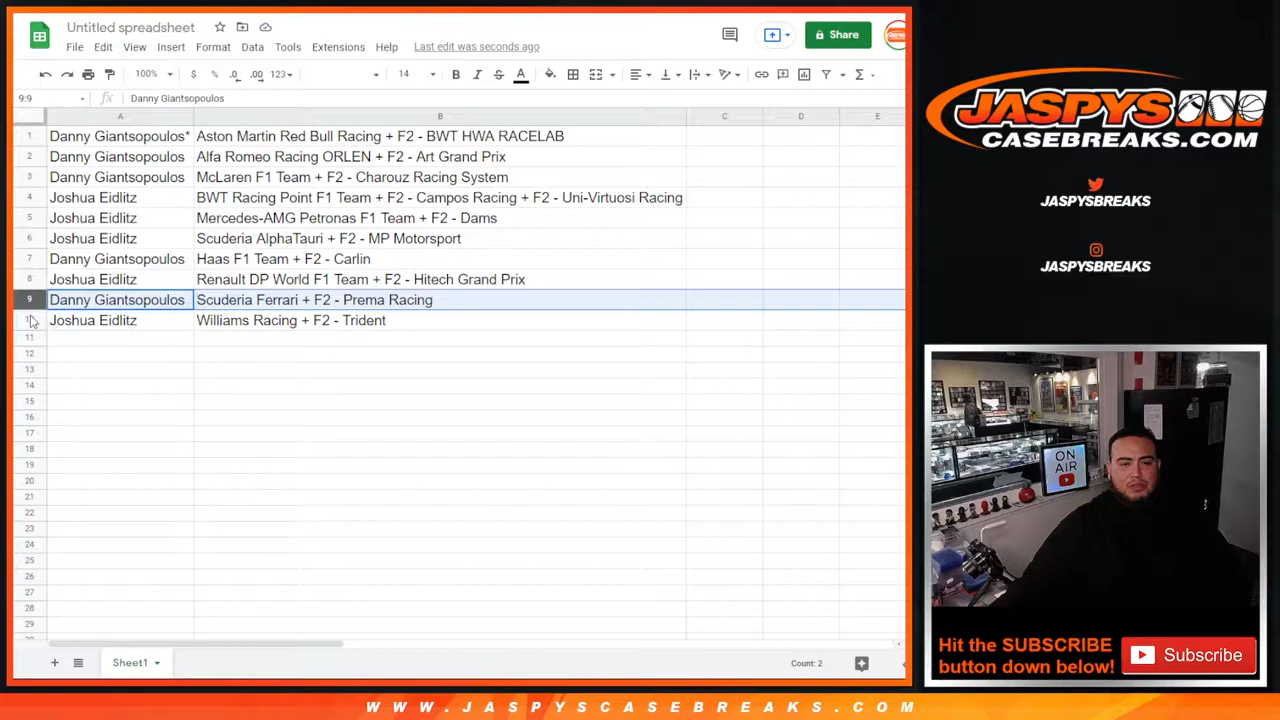 Untitled spreadsheet
File Edit View Insert Format Data Tools Extensions Help Last edit was seconds ago
Share
100% $ % .0 .00 123 14 B I S A Σ
9:9 fx Danny Giantsopoulos
A B C D E
1 Danny Giantsopoulos* Aston Martin Red Bull Racing + F2 - BWT HWA RACELAB
2 Danny Giantsopoulos Alfa Romeo Racing ORLEN + F2 - Art Grand Prix
3 Danny Giantsopoulos McLaren F1 Team + F2 - Charouz Racing System
4 Joshua Eidlitz BWT Racing Point F1 Team + F2 - Campos Racing + F2 - Uni-Virtuosi Racing
5 Joshua Eidlitz Mercedes-AMG Petronas F1 Team + F2 - Dams
6 Joshua Eidlitz Scuderia AlphaTauri + F2 - MP Motorsport
7 Danny Giantsopoulos Haas F1 Team + F2 - Carlin
8 Joshua Eidlitz Renault DP World F1 Team + F2 - Hitech Grand Prix
9 Danny Giantsopoulos Scuderia Ferrari + F2 - Prema Racing
Joshua Eidlitz Williams Racing + F2 - Trident
11
12
13
14
15
16
17
18
19
20
21
22
23
24
25
26
27
28
29
Sheet1
Count: 2
JASPYS
CASEBREAKS.COM
JASPYSBREAKS
JASPYSBREAKS
ON
AIR
Hit the SUBSCRIBE
button down below!
Subscribe
WWW.JASPYSCASEBREAKS.COM